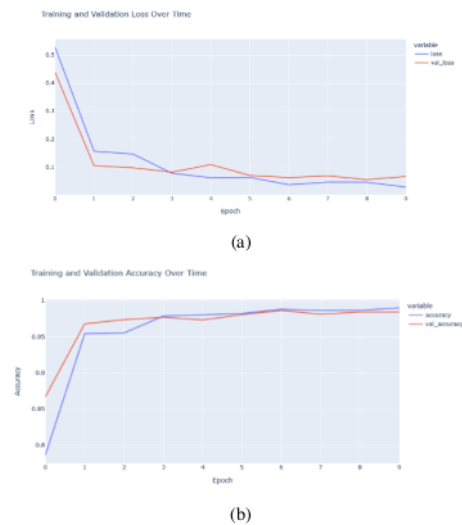 Training and Validation Loss Over Time
variable
loss
val_loss
0.5
0.4
0.3
0.2
0.1
Loss
0 1 2 3 4 5 6 7 8 9
Epoch
(a)
Training and Validation Accuracy Over Time
variable
accuracy
val_accuracy
1
0.95
0.9
0.85
0.8
Accuracy
0 1 2 3 4 5 6 7 8 9
Epoch
(b)